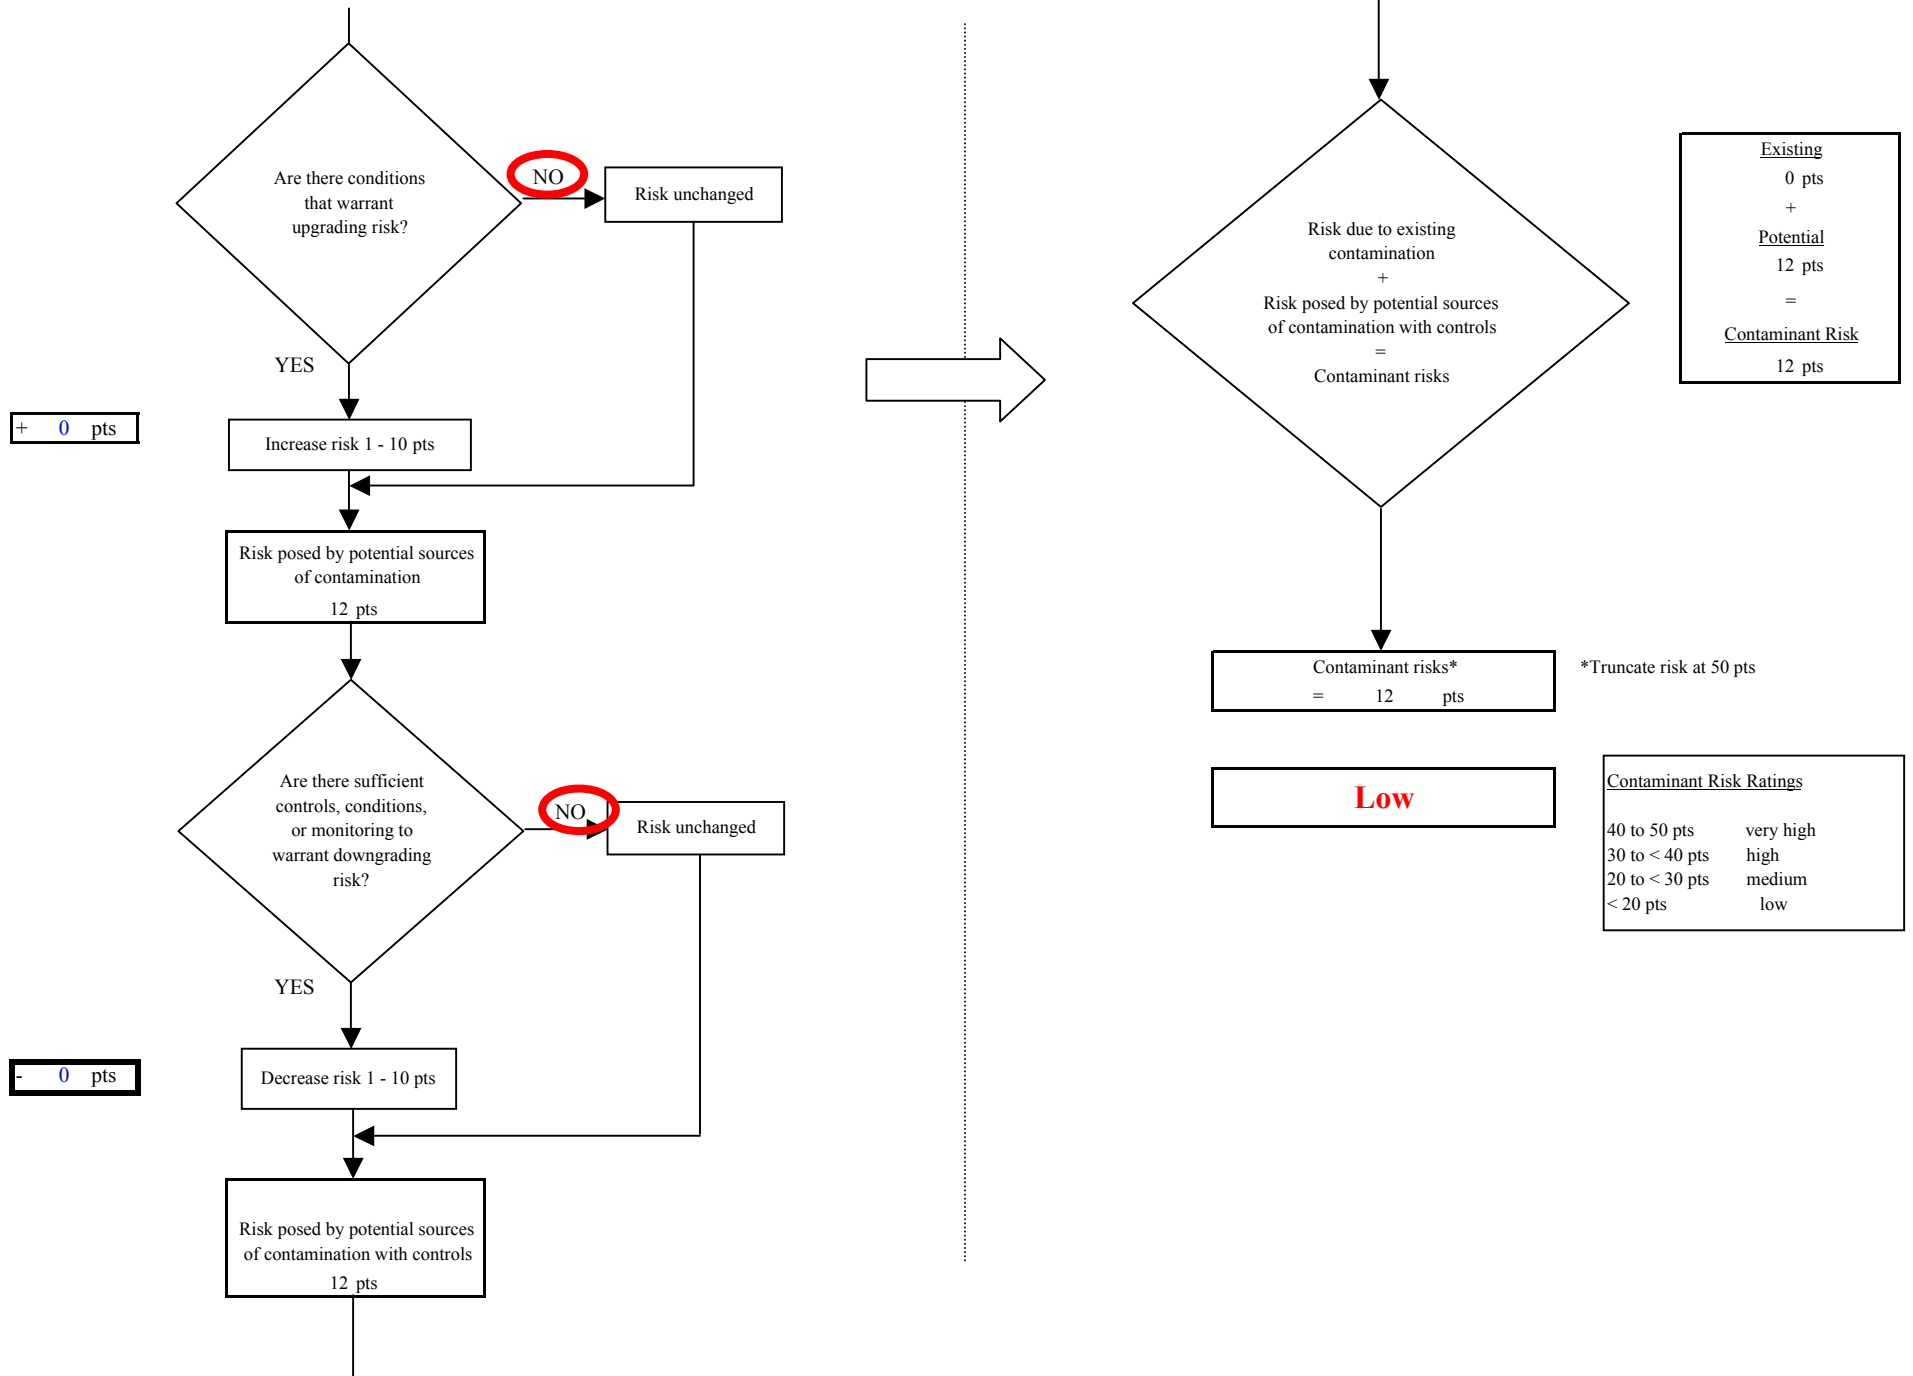 Are there conditions
that warrant
upgrading risk?
NO
Risk unchanged
YES
+ 0 pts
Increase risk 1 - 10 pts
Risk posed by potential sources
of contamination
12 pts
Are there sufficient
controls, conditions,
or monitoring to
warrant downgrading
risk?
NO
Risk unchanged
YES
- 0 pts
Decrease risk 1 - 10 pts
Risk posed by potential sources
of contamination with controls
12 pts
Risk due to existing
contamination
+
Risk posed by potential sources
of contamination with controls
=
Contaminant risks
Existing
0 pts
+
Potential
12 pts
=
Contaminant Risk
12 pts
Contaminant risks*
= 12 pts
*Truncate risk at 50 pts
Low
Contaminant Risk Ratings
40 to 50 pts very high
30 to < 40 pts high
20 to < 30 pts medium
< 20 pts low